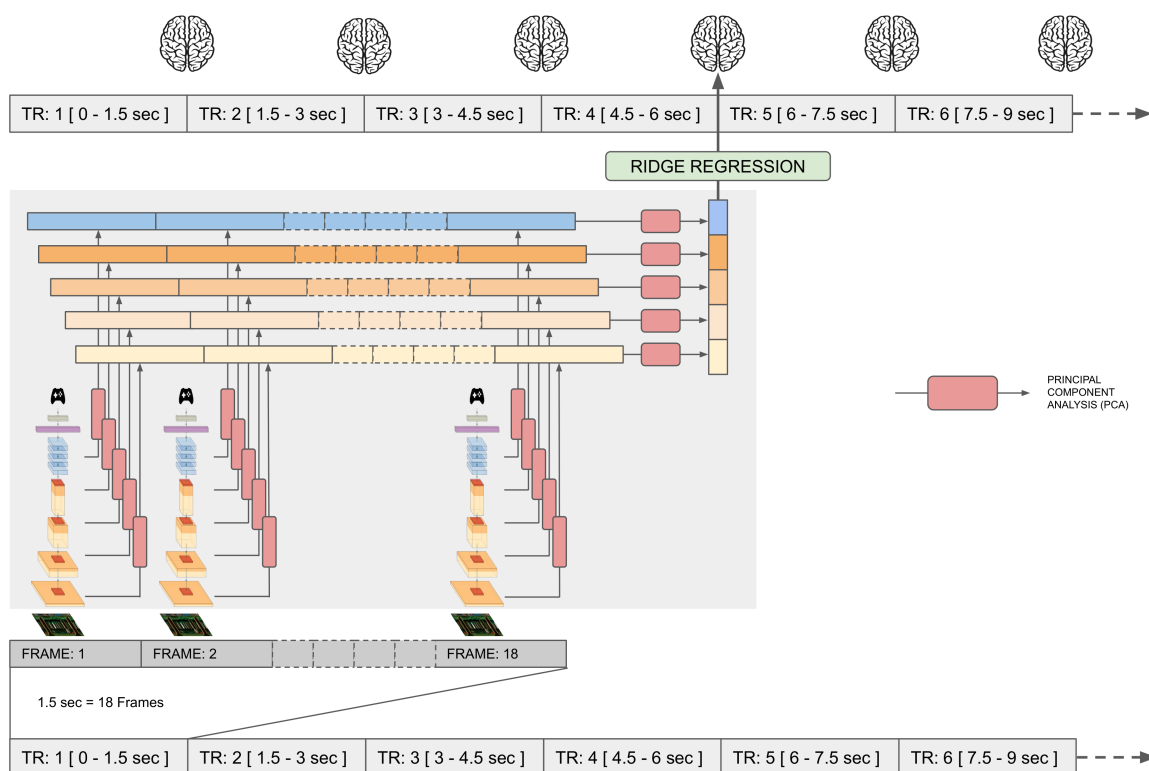 TR: 1 [ 0 - 1.5 sec ] TR: 2 [ 1.5 - 3 sec ] TR: 3 [ 3 - 4.5 sec ] TR: 4 [ 4.5 - 6 sec ] TR: 5 [ 6 - 7.5 sec ] TR: 6 [ 7.5 - 9 sec ]
RIDGE REGRESSION
PRINCIPAL
COMPONENT
ANALYSIS (PCA)
FRAME: 1 FRAME: 2 FRAME: 18
1.5 sec = 18 Frames
TR: 1 [ 0 - 1.5 sec ] TR: 2 [ 1.5 - 3 sec ] TR: 3 [ 3 - 4.5 sec ] TR: 4 [ 4.5 - 6 sec ] TR: 5 [ 6 - 7.5 sec ] TR: 6 [ 7.5 - 9 sec ]